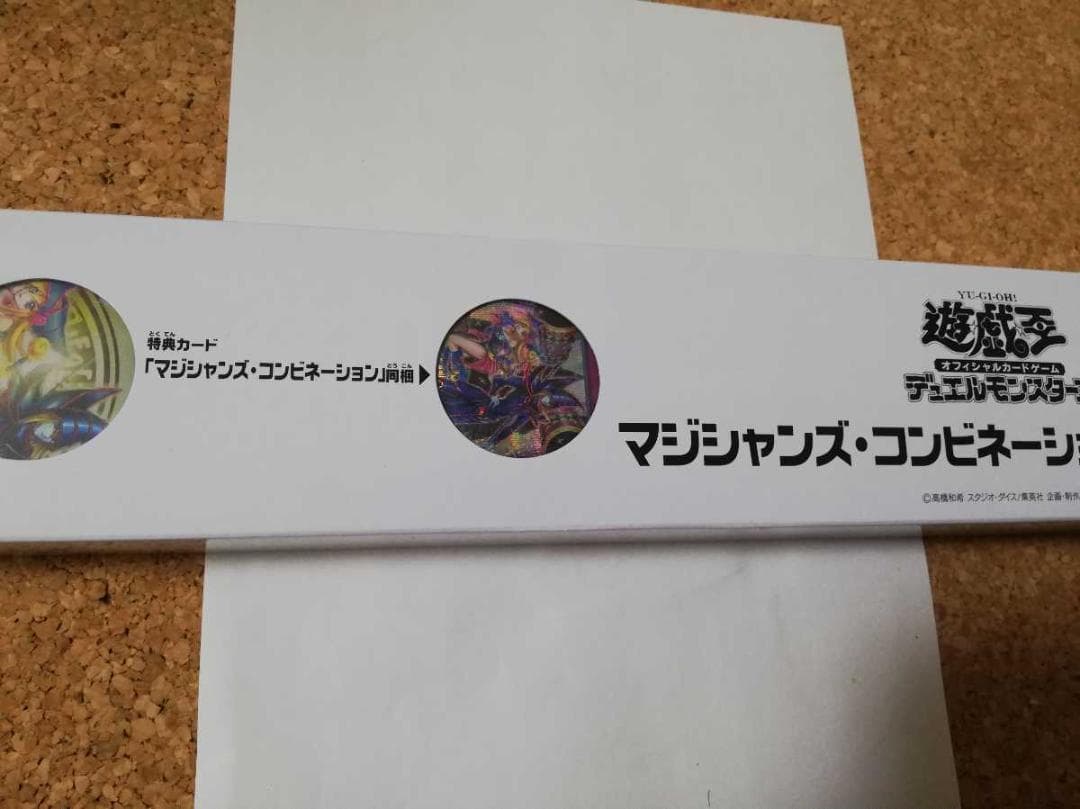 とくてん
特典カード
どうこん
「マジシャンズ・コンビネーション」同梱▶
YU-GI-OH!
遊戯王
オフィシャルカードゲーム
デュエルモンスターズ
マジシャンズ・コンビネーショ
©高橋和希 スタジオ・ダイス/集英社 企画・制作